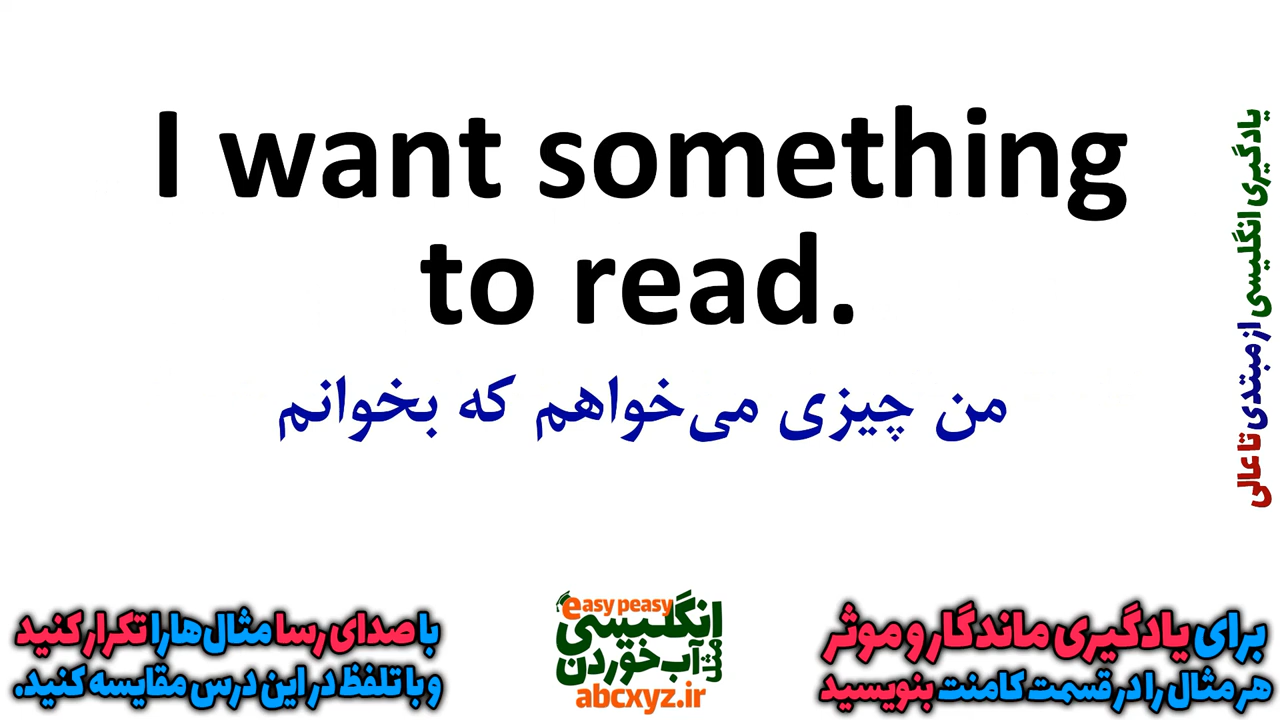 I want something
to read.
من چیزی می‌خواهم که بخوانم
یادگیری انگلیسی از مبتدی تا عالی
با صدای رسا مثال‌ها را تکرار کنید
و با تلفظ در این درس مقایسه کنید.
easy peasy
انگلیسی
مثل آب خوردن
abcxyz.ir
برای یادگیری ماندگار و موثر
هر مثال را در قسمت کامنت بنویسید